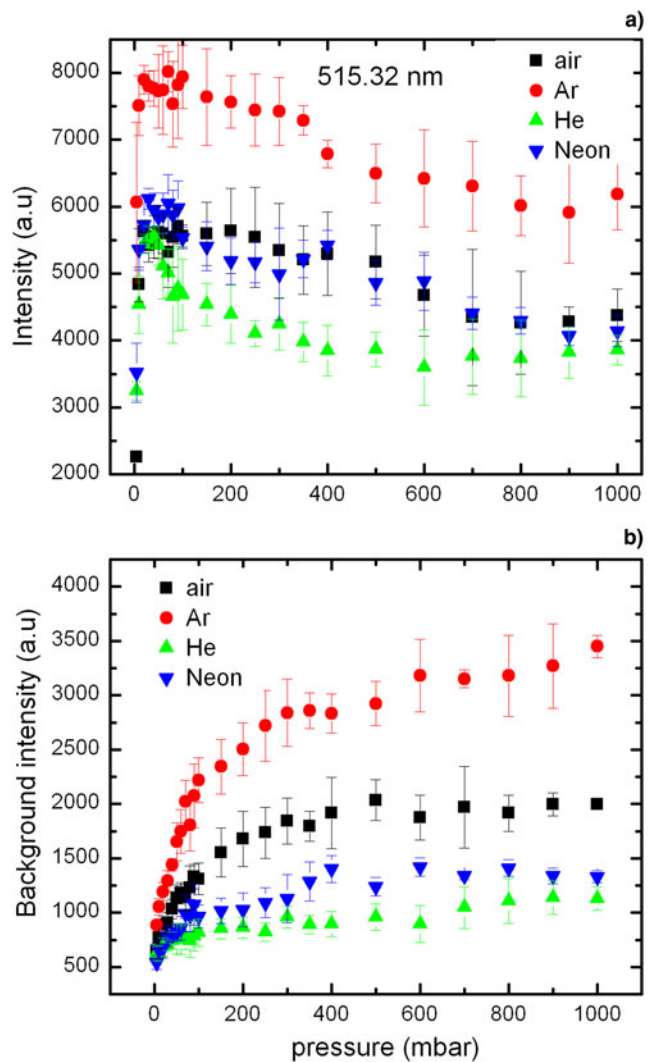 a)
515.32 nm
air
Ar
He
Neon
Intensity (a.u)
8000
7000
6000
5000
4000
3000
2000
0 200 400 600 800 1000
b)
air
Ar
He
Neon
Background intensity (a.u)
4000
3500
3000
2500
2000
1500
1000
500
0 200 400 600 800 1000
pressure (mbar)